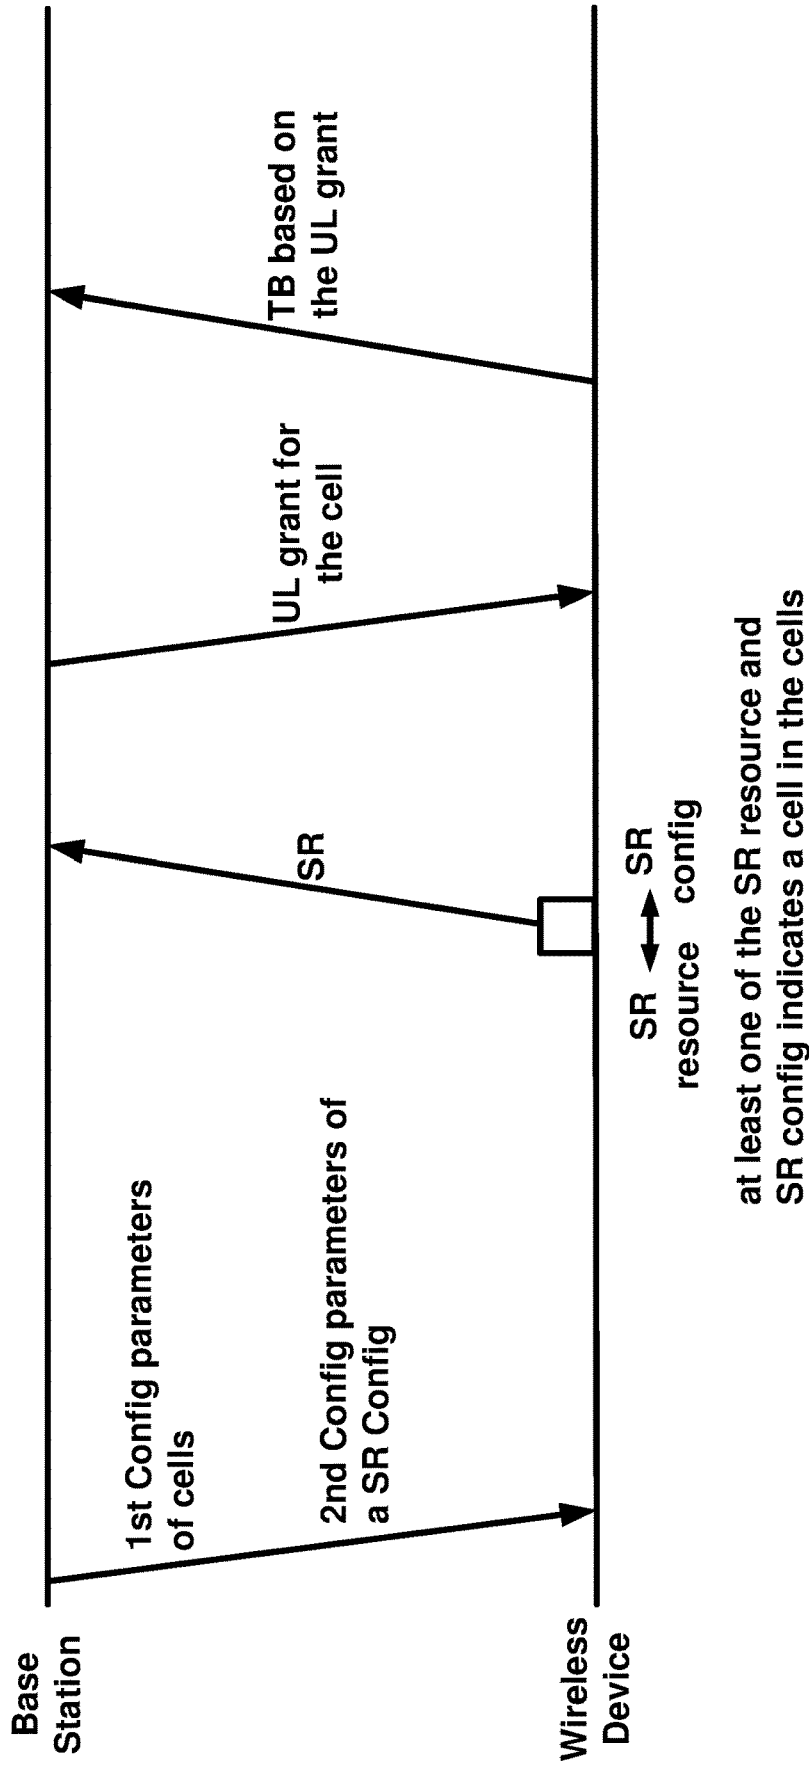 Base
Station
1st Config parameters
of cells
2nd Config parameters of
a SR Config
SR
UL grant for
the cell
TB based on
the UL grant
Wireless
Device
SR
resource
SR
config
at least one of the SR resource and
SR config indicates a cell in the cells